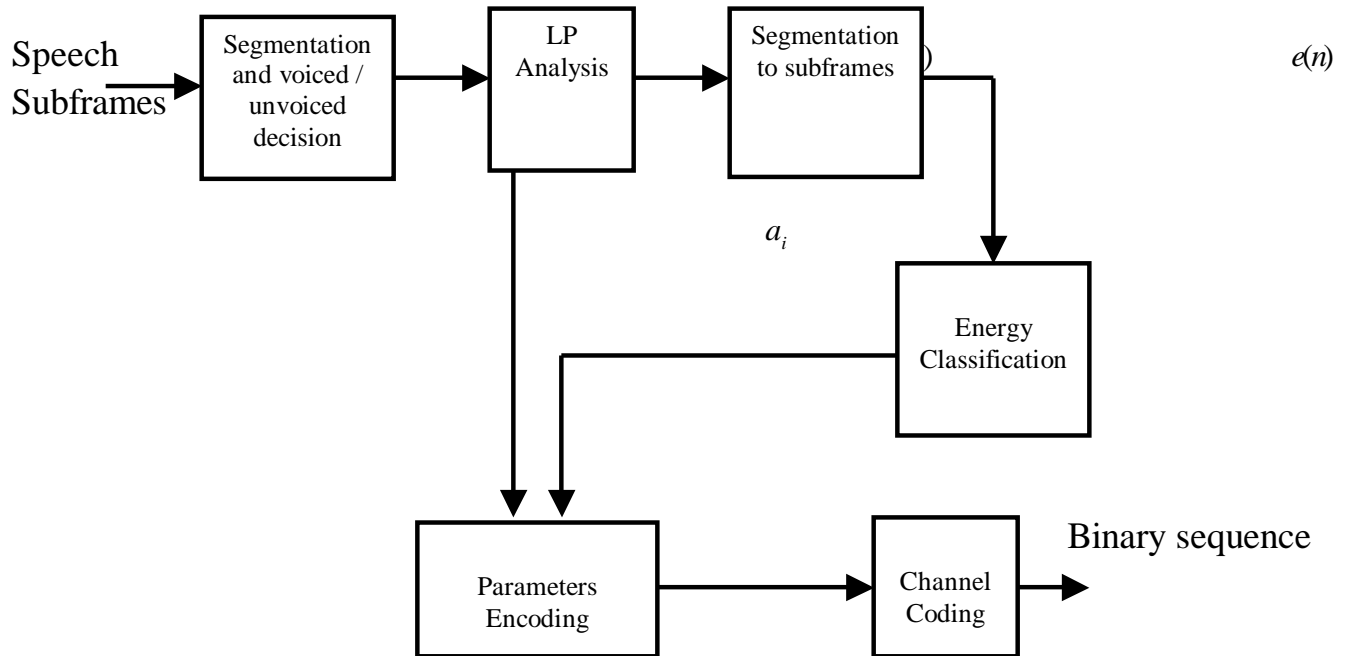 Speech
Subframes
Segmentation
and voiced /
unvoiced
decision
LP
Analysis
Segmentation
to subframes
)
e(n)
a_i
Energy
Classification
Parameters
Encoding
Channel
Coding
Binary sequence